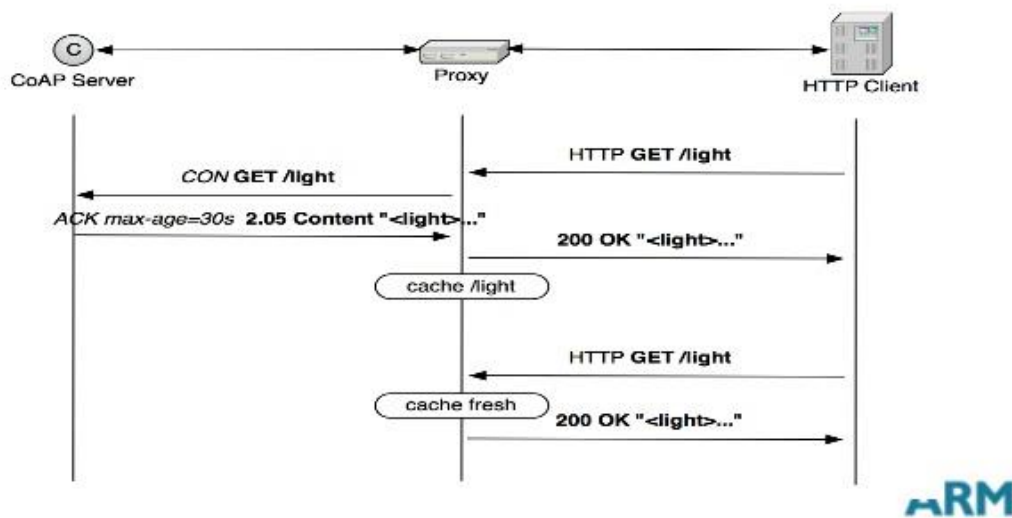 C
CoAP Server
Proxy
HTTP Client
HTTP GET /light
CON GET /light
ACK max-age=30s 2.05 Content "<light>..."
200 OK "<light>..."
cache /light
HTTP GET /light
cache fresh
200 OK "<light>..."
ARM